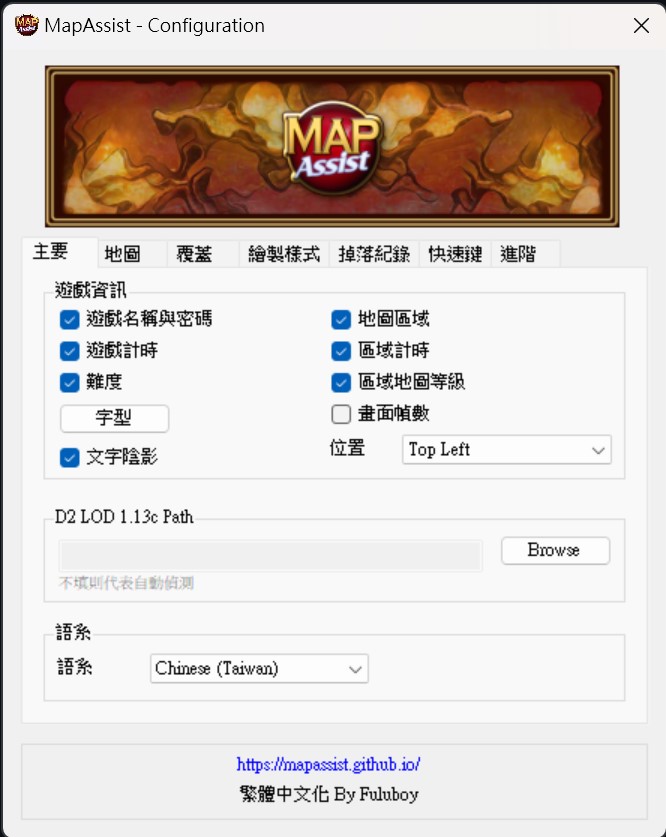 MapAssist - Configuration
MAP
Assist
主要 地圖 覆蓋 繪製樣式 掉落紀錄 快速鍵 進階
遊戲資訊
遊戲名稱與密碼 地圖區域
遊戲計時 區域計時
難度 區域地圖等級
字型 畫面幀數
文字陰影 位置 Top Left
D2 LOD 1.13c Path
Browse
不填則代表自動偵測
語系
語系 Chinese (Taiwan)
https://mapassist.github.io/
繁體中文化 By Fuluboy